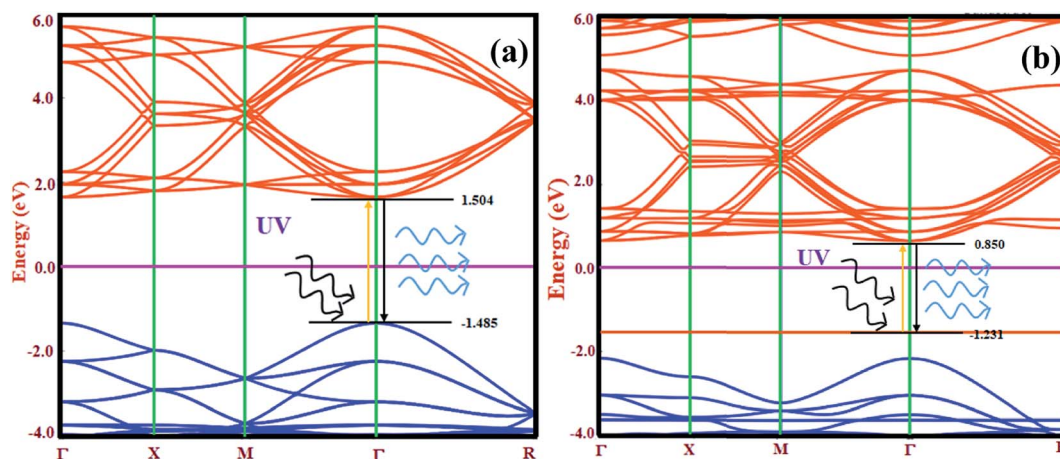 (a)
Energy (eV)
6.0
4.0
2.0
0.0
-2.0
-4.0
UV
1.504
-1.485
Γ X M Γ R
(b)
Energy (eV)
6.0
4.0
2.0
0.0
-2.0
-4.0
UV
0.850
-1.231
Γ X M Γ